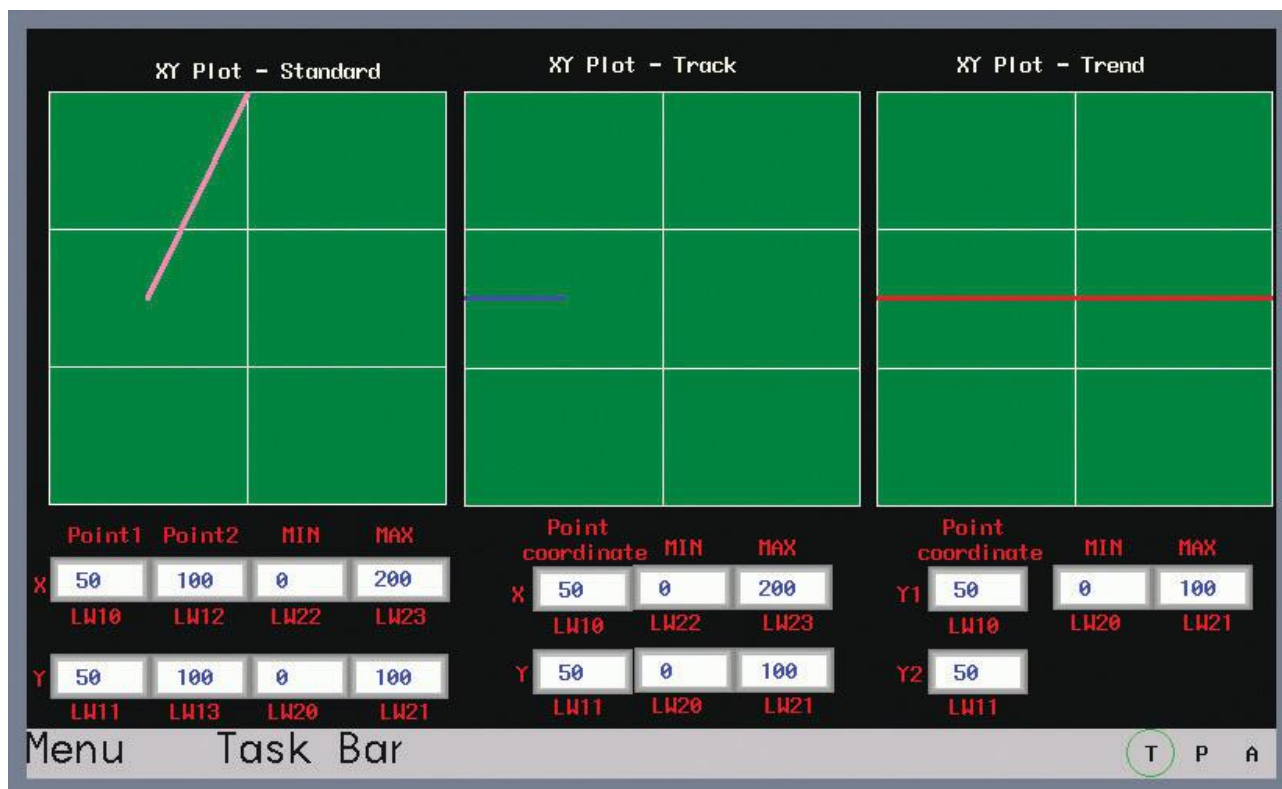 XY Plot - Standard
XY Plot - Track
XY Plot - Trend
Point1 Point2 MIN MAX
X 50 100 0 200
LW10 LW12 LW22 LW23
Y 50 100 0 100
LW11 LW13 LW20 LW21
Point
coordinate MIN MAX
X 50 0 200
LW10 LW22 LW23
Y 50 0 100
LW11 LW20 LW21
Point
coordinate MIN MAX
Y1 50 0 100
LW10 LW20 LW21
Y2 50
LW11
Menu Task Bar T P A